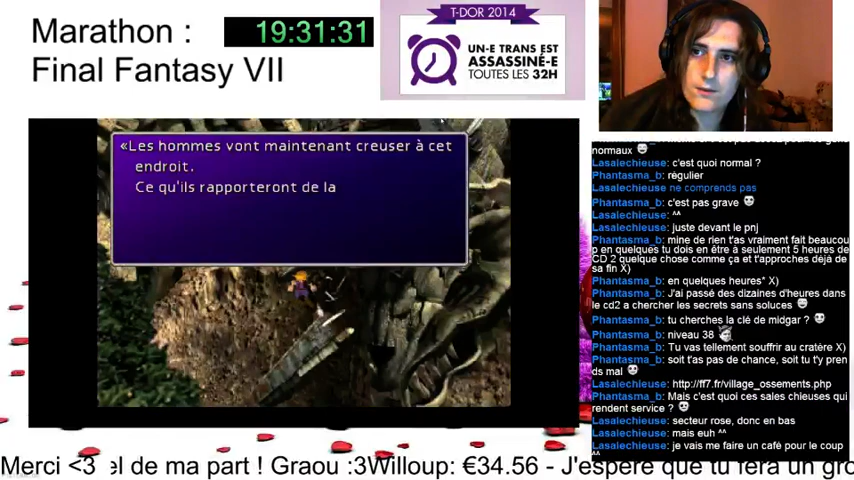 Marathon :
Final Fantasy VII
19:31:31
T-DOR 2014
UN-E TRANS EST
ASSASSINÉ-E
TOUTES LES 32H
«Les hommes vont maintenant creuser à cet
endroit.
Ce qu'ils rapporteront de la
normaux
Lasalechieuse: c'est quoi normal ?
Phantasma_b: régulier
Lasalechieuse ne comprends pas
Phantasma_b: c'est pas grave
Lasalechieuse: ^^
Lasalechieuse: juste devant le pnj
Phantasma_b: mine de rien t'as vraiment fait beaucou
p en quelques tu dois en être à seulement 5 heures de
CD 2 quelque chose comme ça et t'approches déjà de
sa fin X)
Phantasma_b: en quelques heures* X)
Phantasma_b: J'ai passé des dizaines d'heures dans
le cd2 a chercher les secrets sans soluces
Phantasma_b: tu cherches la clé de midgar ?
Phantasma_b: niveau 38
Phantasma_b: Tu vas tellement souffrir au cratère X)
Phantasma_b: soit t'as pas de chance, soit tu t'y pren
ds mal
Lasalechieuse: http://ff7.fr/village_ossements.php
Phantasma_b: Mais c'est quoi ces sales chieuses qui
rendent service ?
Lasalechieuse: secteur rose, donc en bas
Lasalechieuse: mais euh ^^
Lasalechieuse: je vais me faire un café pour le coup
^^
Merci <3 el de ma part ! Graou :3Willoup: €34.56 - J'espère que tu fera un gro